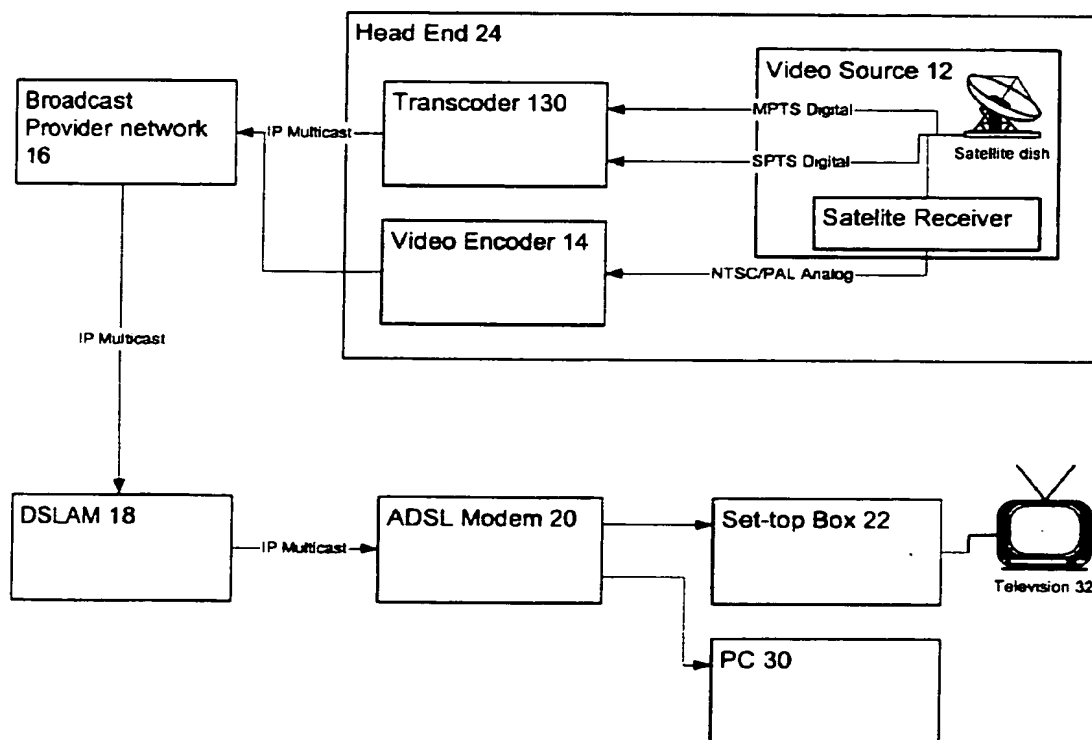 Head End 24
Video Source 12
Satellite dish
Satelite Receiver
Transcoder 130
MPTS Digital
SPTS Digital
Video Encoder 14
NTSC/PAL Analog
Broadcast
Provider network
16
IP Multicast
IP Multicast
DSLAM 18
IP Multicast
ADSL Modem 20
Set-top Box 22
Television 32
PC 30